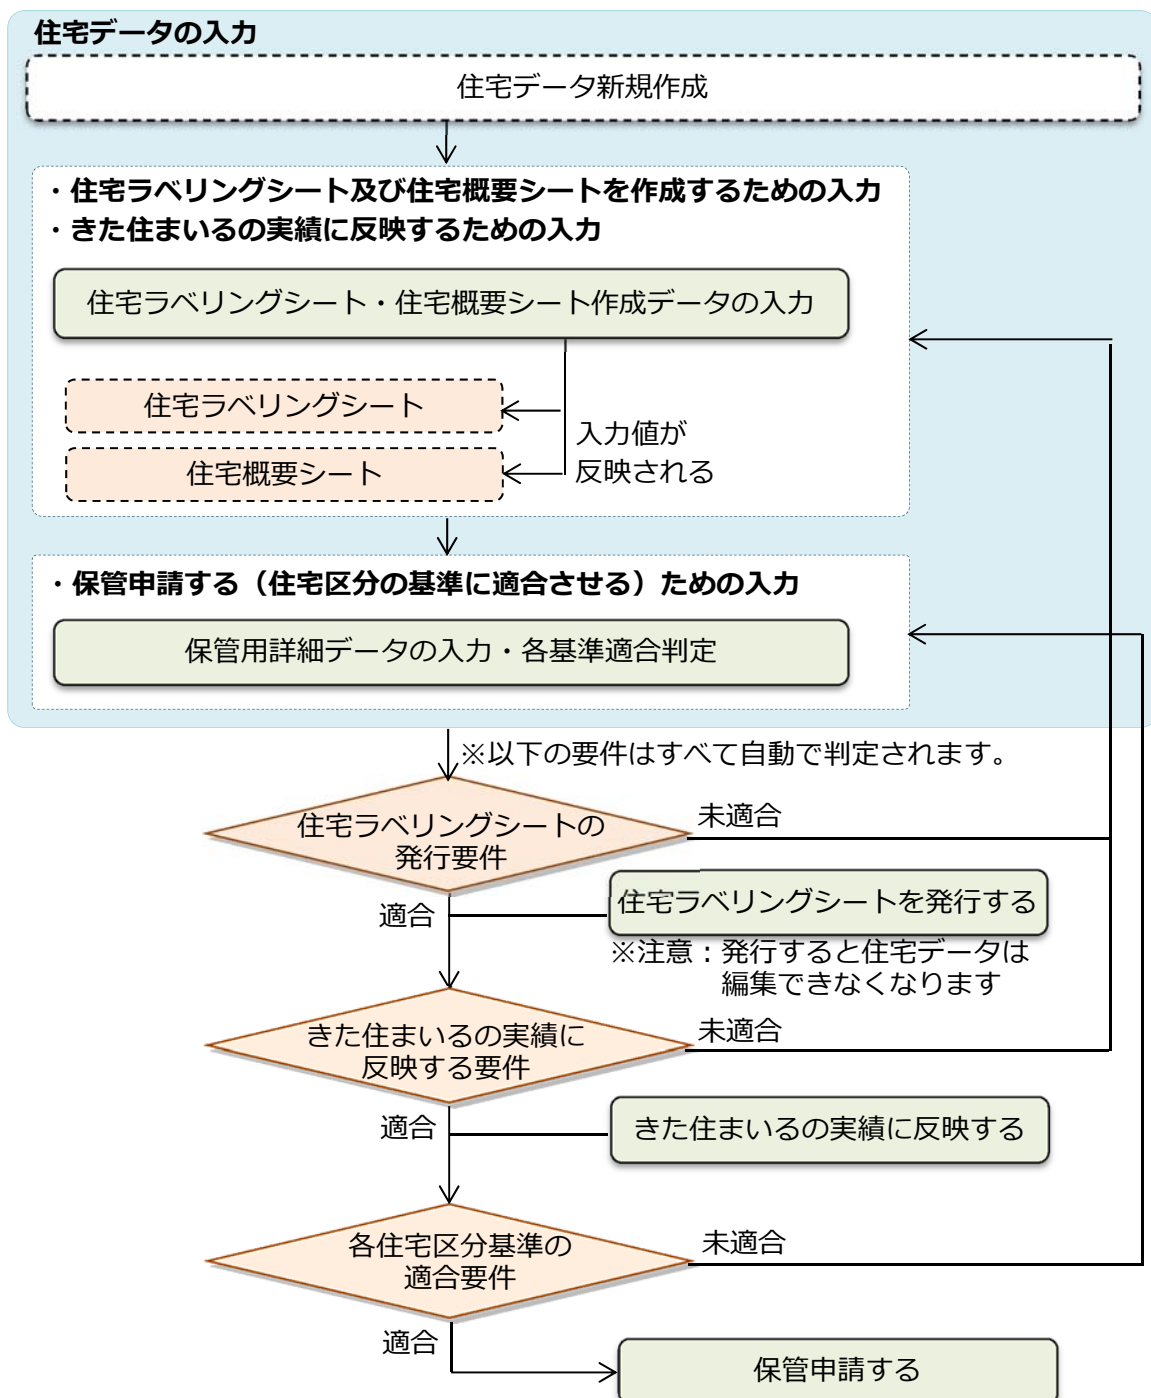 住宅データの入力
住宅データ新規作成
・住宅ラベリングシート及び住宅概要シートを作成するための入力
・きた住まいるの実績に反映するための入力
住宅ラベリングシート・住宅概要シート作成データの入力
住宅ラベリングシート
入力値が
反映される
住宅概要シート
・保管申請する（住宅区分の基準に適合させる）ための入力
保管用詳細データの入力・各基準適合判定
※以下の要件はすべて自動で判定されます。
住宅ラベリングシートの
発行要件
未適合
適合
住宅ラベリングシートを発行する
※注意：発行すると住宅データは
編集できなくなります
きた住まいるの実績に
反映する要件
未適合
適合
きた住まいるの実績に反映する
各住宅区分基準の
適合要件
未適合
適合
保管申請する